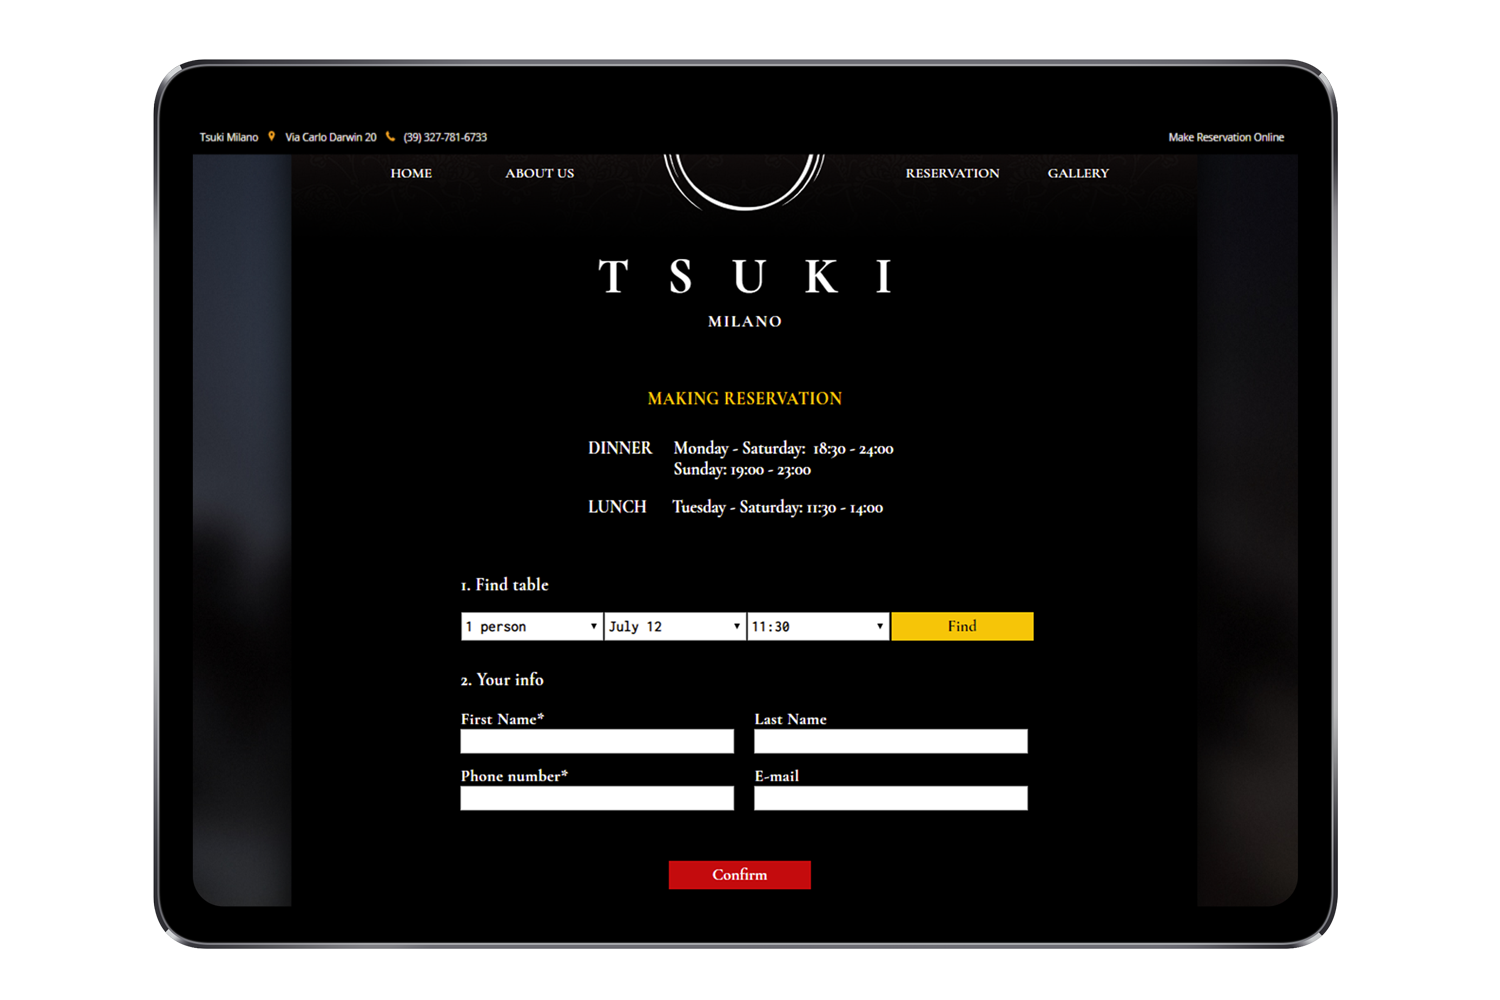 Tsuki Milano Via Carlo Darwin 20 (39) 327-781-6733 Make Reservation Online
HOME ABOUT US RESERVATION GALLERY
TSUKI
MILANO
MAKING RESERVATION
DINNER Monday - Saturday: 18:30 - 24:00
Sunday: 19:00 - 23:00
LUNCH Tuesday - Saturday: 11:30 - 14:00
1. Find table
1 person July 12 11:30 Find
2. Your info
First Name* Last Name
Phone number* E-mail
Confirm